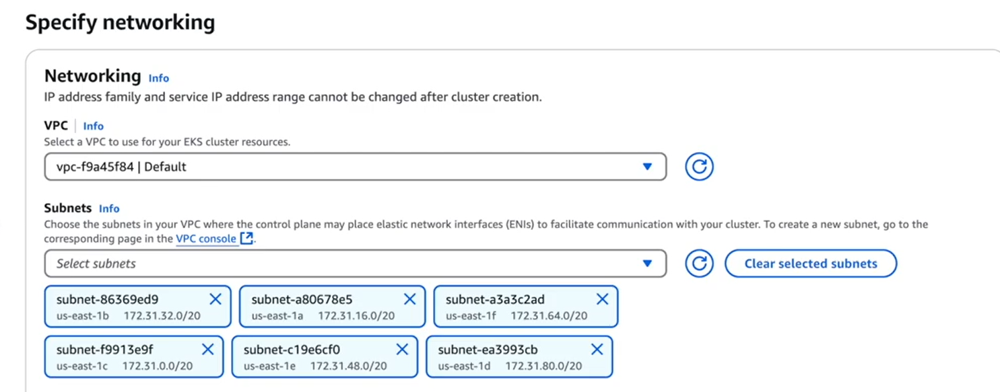 Specify networking
Networking Info
IP address family and service IP address range cannot be changed after cluster creation.
VPC Info
Select a VPC to use for your EKS cluster resources.
vpc-f9a45f84 | Default
Subnets Info
Choose the subnets in your VPC where the control plane may place elastic network interfaces (ENIs) to facilitate communication with your cluster. To create a new subnet, go to the
corresponding page in the VPC console.
Select subnets
Clear selected subnets
subnet-86369ed9
us-east-1b 172.31.32.0/20
subnet-a80678e5
us-east-1a 172.31.16.0/20
subnet-a3a3c2ad
us-east-1f 172.31.64.0/20
subnet-f9913e9f
us-east-1c 172.31.0.0/20
subnet-c19e6cf0
us-east-1e 172.31.48.0/20
subnet-ea3993cb
us-east-1d 172.31.80.0/20